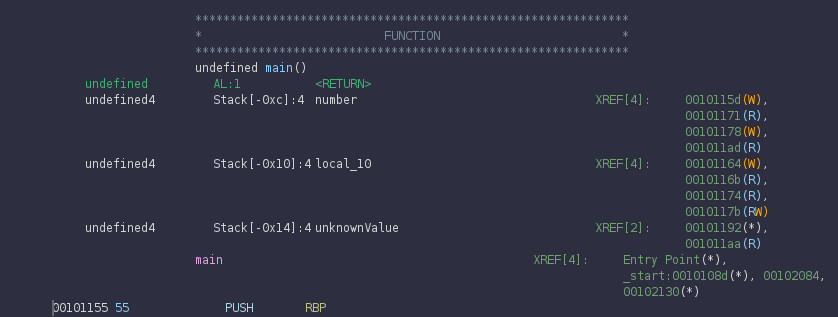 **************************************************************
* FUNCTION *
**************************************************************
undefined main()
undefined AL:1 <RETURN>
undefined4 Stack[-0xc]:4 number XREF[4]: 0010115d(W),
00101171(R),
00101178(W),
001011ad(R)
undefined4 Stack[-0x10]:4 local_10 XREF[4]: 00101164(W),
0010116b(R),
00101174(R),
0010117b(RW)
undefined4 Stack[-0x14]:4 unknownValue XREF[2]: 00101192(*),
001011aa(R)
main XREF[4]: Entry Point(*),
_start:0010108d(*), 00102084,
00102130(*)
00101155 55 PUSH RBP